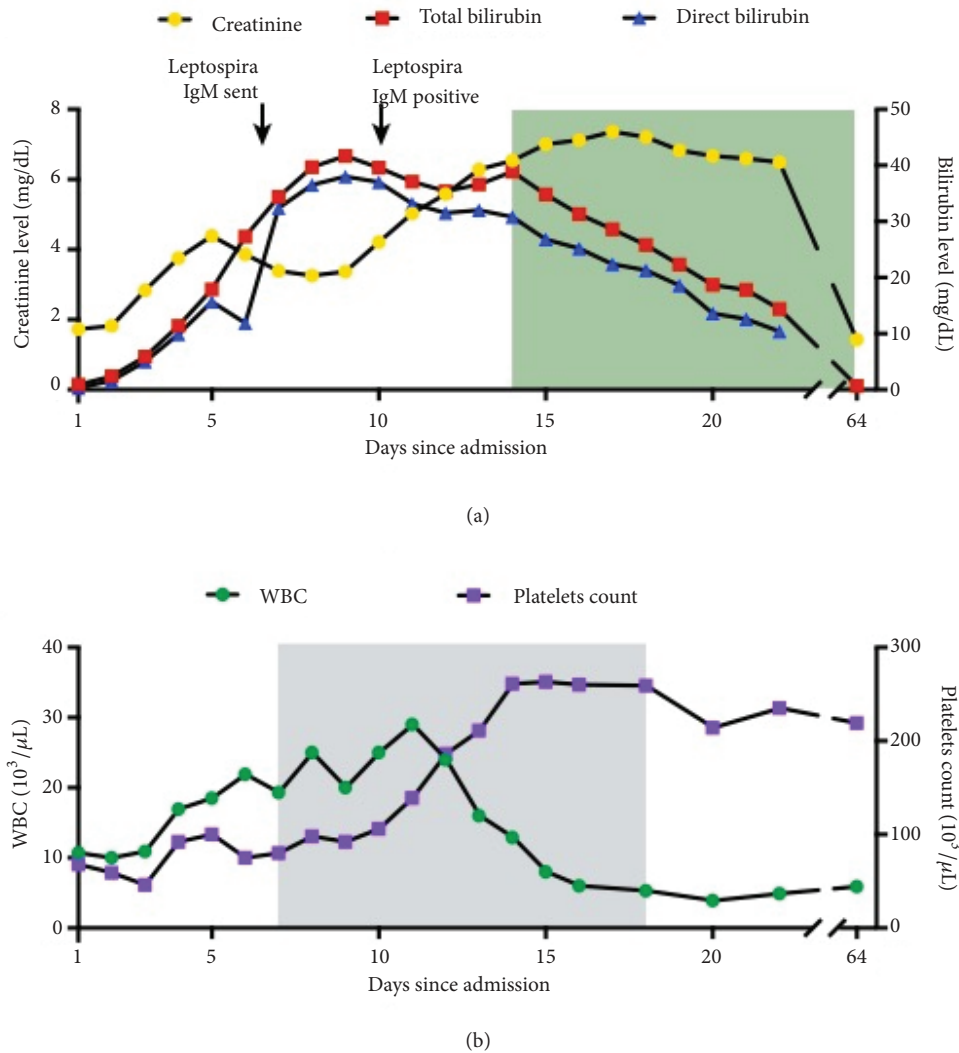 Creatinine
Total bilirubin
Direct bilirubin
Leptospira
IgM sent
Leptospira
IgM positive
Creatinine level (mg/dL)
8
6
4
2
0
Bilirubin level (mg/dL)
50
40
30
20
10
0
1
5
10
15
20
64
Days since admission
(a)
WBC
Platelets count
WBC (10³/μL)
40
30
20
10
0
Platelets count (10³/μL)
300
200
100
0
1
5
10
15
20
64
Days since admission
(b)